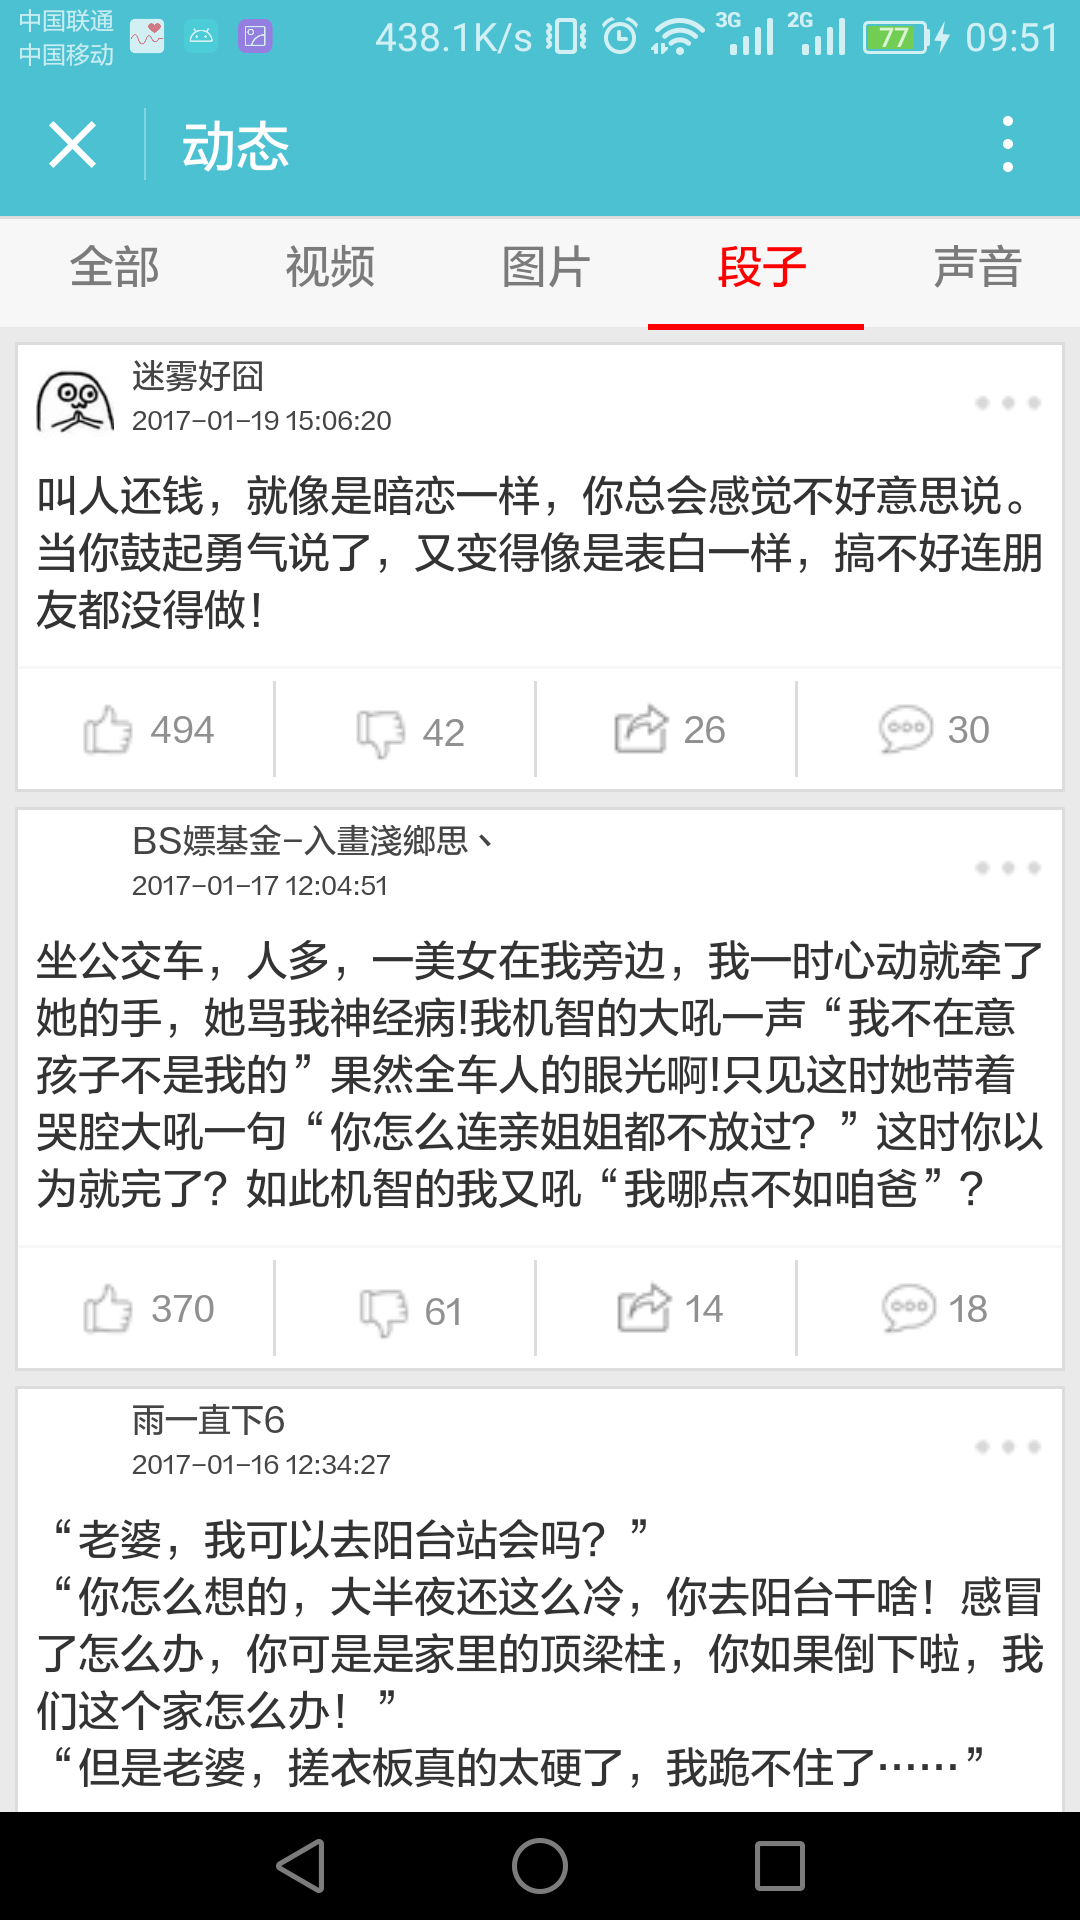 中国联通
中国移动
438.1K/s
3G
2G
77
09:51
动态
全部 视频 图片 段子 声音
迷雾好囧
2017-01-19 15:06:20
叫人还钱，就像是暗恋一样，你总会感觉不好意思说。
当你鼓起勇气说了，又变得像是表白一样，搞不好连朋
友都没得做！
494 42 26 30
BS嫖基金-入畫淺鄉思丶
2017-01-17 12:04:51
坐公交车，人多，一美女在我旁边，我一时心动就牵了
她的手，她骂我神经病!我机智的大吼一声“我不在意
孩子不是我的”果然全车人的眼光啊!只见这时她带着
哭腔大吼一句“你怎么连亲姐姐都不放过？”这时你以
为就完了？如此机智的我又吼“我哪点不如咱爸”？
370 61 14 18
雨一直下6
2017-01-16 12:34:27
“老婆，我可以去阳台站会吗？”
“你怎么想的，大半夜还这么冷，你去阳台干啥！感冒
了怎么办，你可是是家里的顶梁柱，你如果倒下啦，我
们这个家怎么办！”
“但是老婆，搓衣板真的太硬了，我跪不住了……”